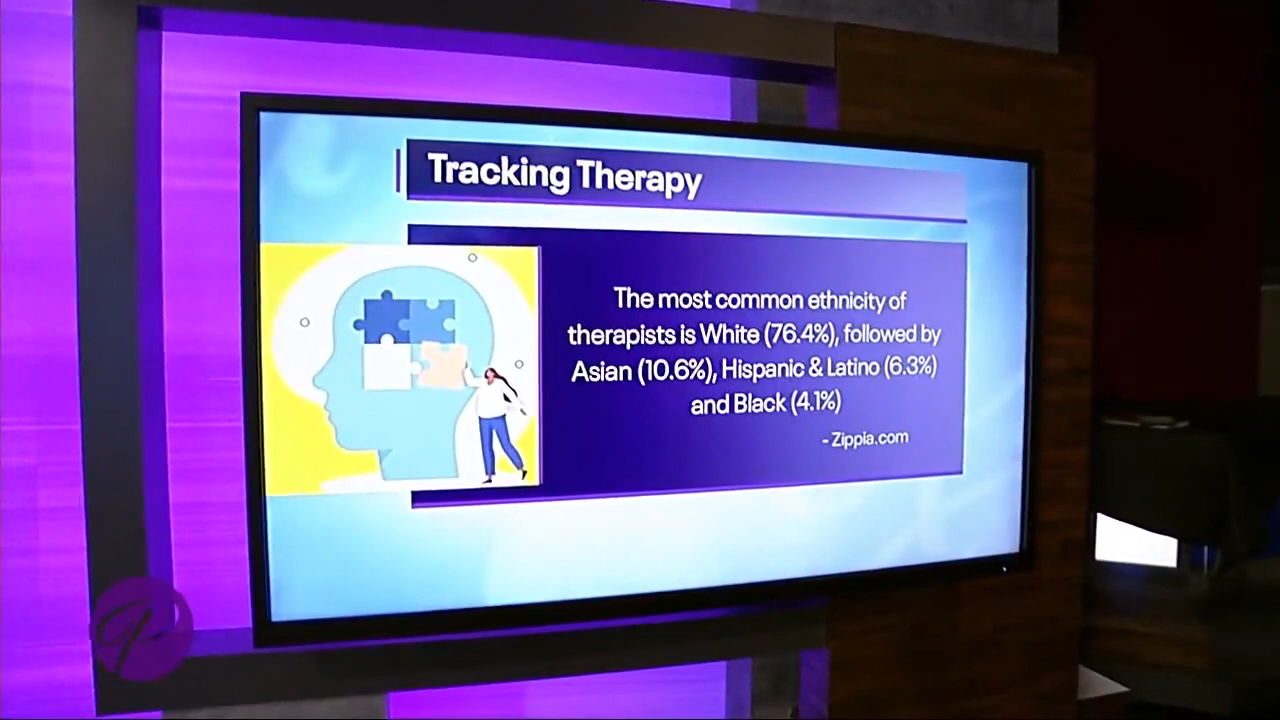 Tracking Therapy
The most common ethnicity of
therapists is White (76.4%), followed by
Asian (10.6%), Hispanic & Latino (6.3%)
and Black (4.1%)
- Zippia.com